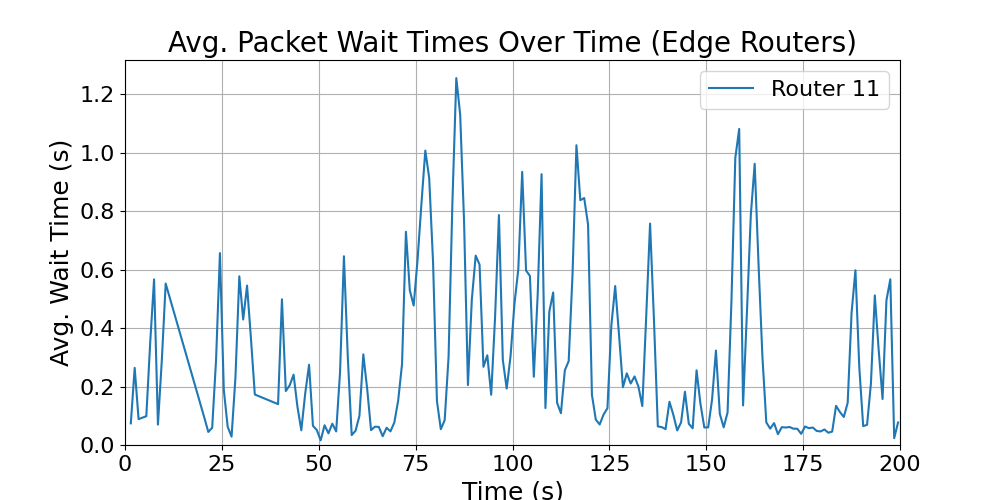 Avg. Packet Wait Times Over Time (Edge Routers)
Router 11
Avg. Wait Time (s)
1.2
1.0
0.8
0.6
0.4
0.2
0.0
0 25 50 75 100 125 150 175 200
Time (s)